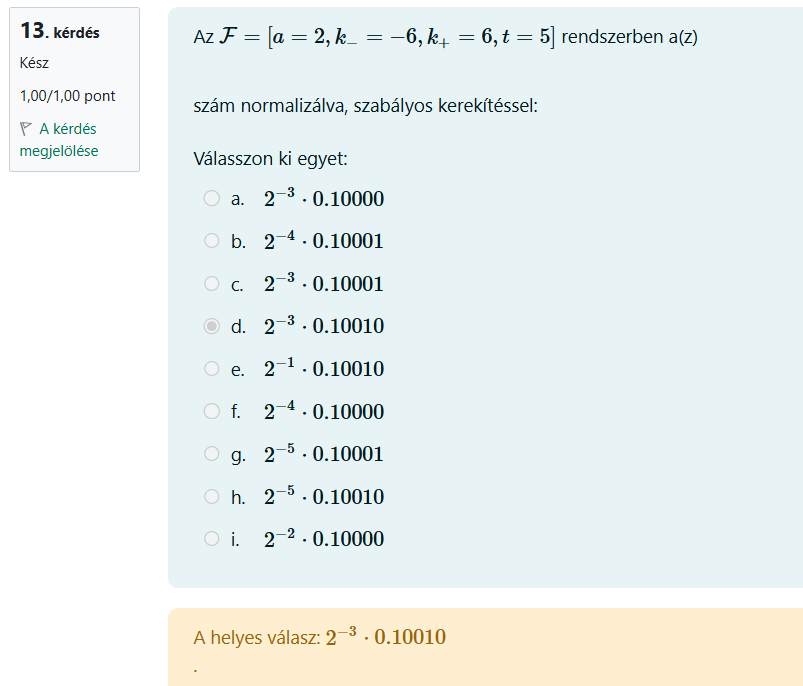 13. kérdés
Kész
1,00/1,00 pont
A kérdés
megjelölése
Az $\mathcal{F} = [a = 2, k_- = -6, k_+ = 6, t = 5]$ rendszerben a(z)
szám normalizálva, szabályos kerekítéssel:
Válasszon ki egyet:
a. $2^{-3} \cdot 0.10000$
b. $2^{-4} \cdot 0.10001$
c. $2^{-3} \cdot 0.10001$
d. $2^{-3} \cdot 0.10010$
e. $2^{-1} \cdot 0.10010$
f. $2^{-4} \cdot 0.10000$
g. $2^{-5} \cdot 0.10001$
h. $2^{-5} \cdot 0.10010$
i. $2^{-2} \cdot 0.10000$
A helyes válasz: $2^{-3} \cdot 0.10010$
.